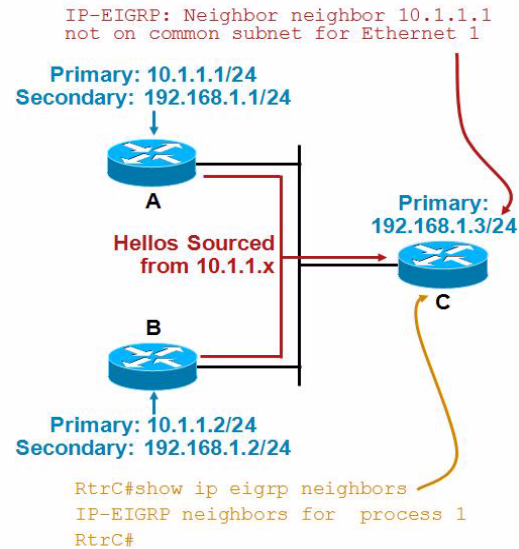 IP-EIGRP: Neighbor neighbor 10.1.1.1
not on common subnet for Ethernet 1
Primary: 10.1.1.1/24
Secondary: 192.168.1.1/24
A
Primary:
192.168.1.3/24
Hellos Sourced
from 10.1.1.x
C
B
Primary: 10.1.1.2/24
Secondary: 192.168.1.2/24
RtrC#show ip eigrp neighbors
IP-EIGRP neighbors for process 1
RtrC#